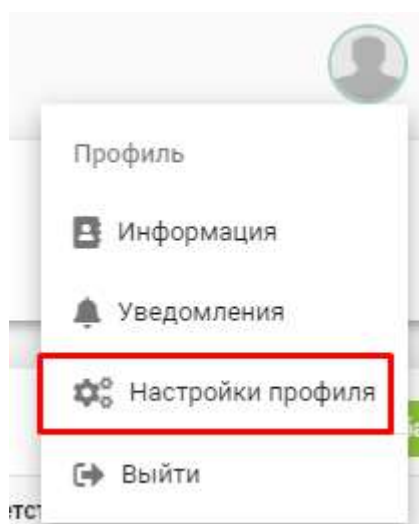 Профиль
Информация
Уведомления
Настройки профиля
Выйти